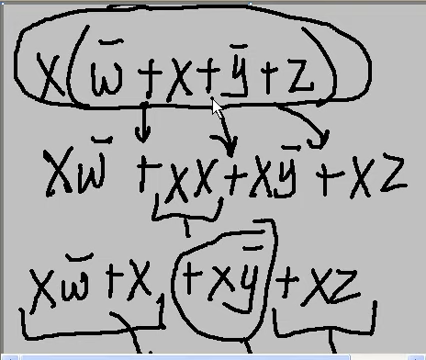 X(w̄ + X + ȳ + Z)
Xw̄ + XX + Xȳ + XZ
Xw̄ + X + Xȳ + XZ